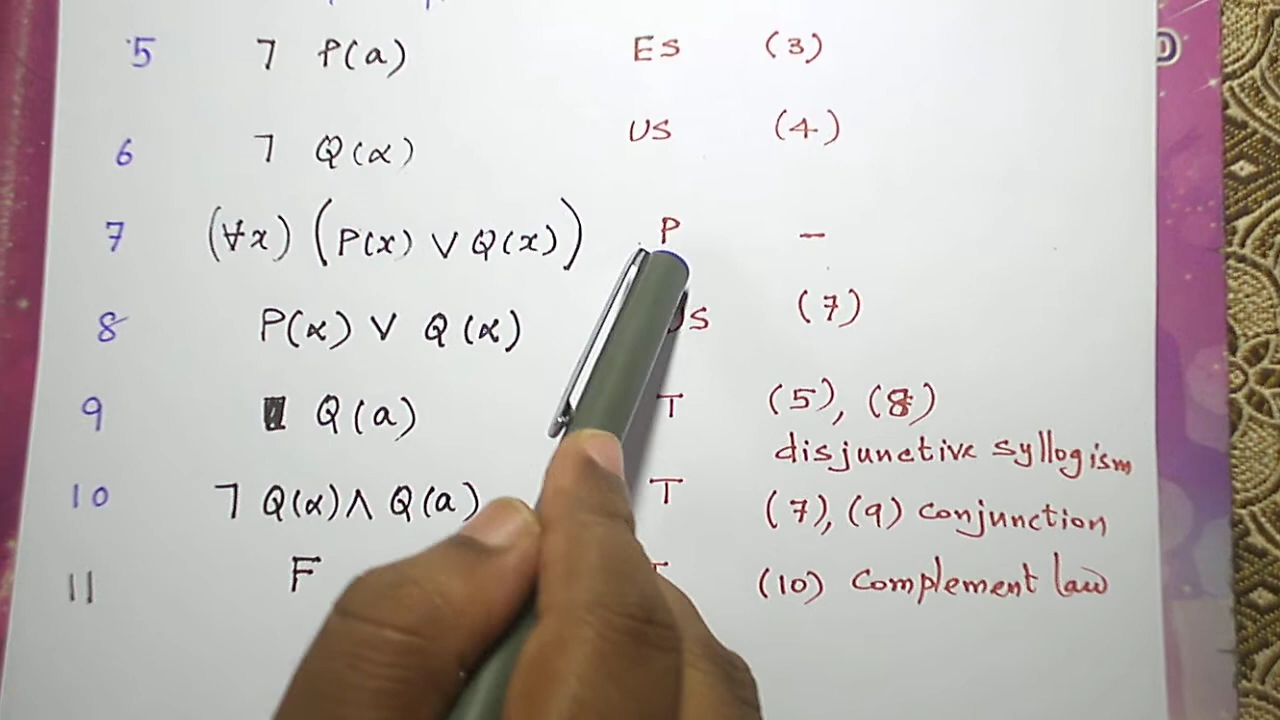 5 ㄱ P(a) ES (3)
6 ㄱ Q(α) US (4)
7 (∀x) (P(x) ∨ Q(x)) P –
8 P(α) ∨ Q(α) US (7)
9 Q(a) T (5), (8)
disjunctive syllogism
10 ㄱ Q(α) ∧ Q(a) T (7), (9) conjunction
11 F T (10) Complement law